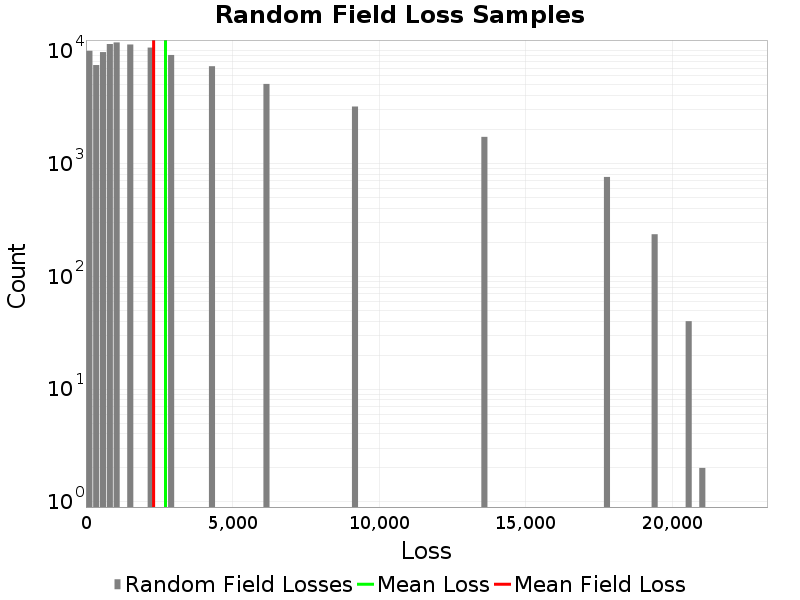 Random Field Loss Samples
Count
10^4
10^3
10^2
10^1
10^0
0 5,000 10,000 15,000 20,000
Loss
Random Field Losses Mean Loss Mean Field Loss